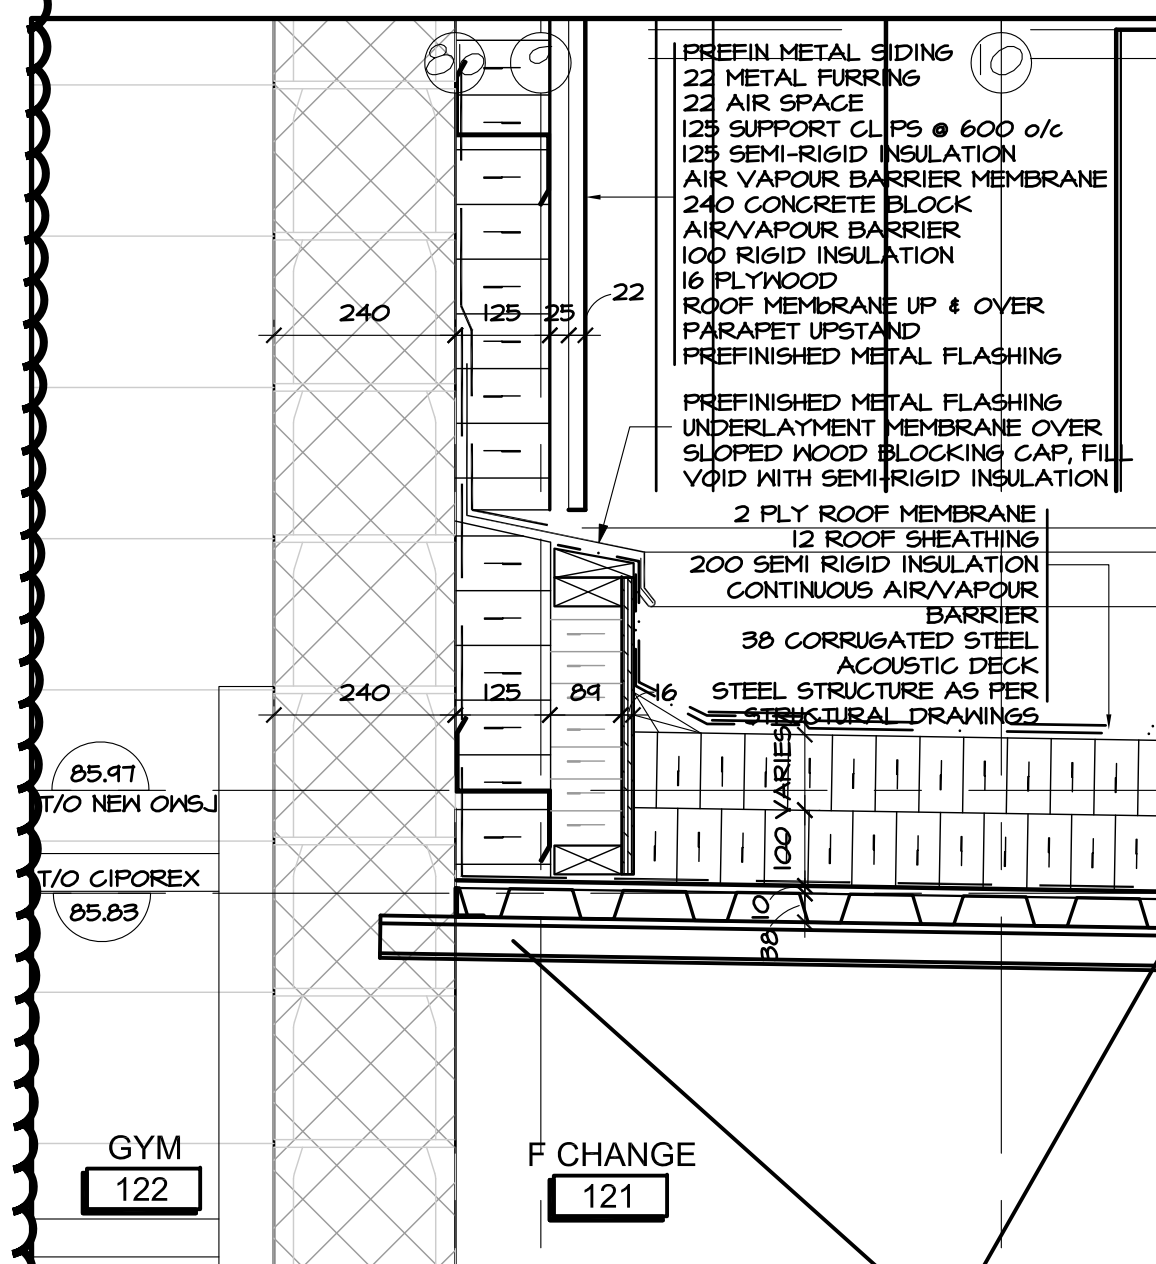 PREFIN METAL SIDING
22 METAL FURRING
22 AIR SPACE
125 SUPPORT CLIPS @ 600 o/c
125 SEMI-RIGID INSULATION
AIR VAPOUR BARRIER MEMBRANE
240 CONCRETE BLOCK
AIR/VAPOUR BARRIER
100 RIGID INSULATION
16 PLYWOOD
ROOF MEMBRANE UP & OVER
PARAPET UPSTAND
PREFINISHED METAL FLASHING
240
125
25
22
PREFINISHED METAL FLASHING
UNDERLAYMENT MEMBRANE OVER
SLOPED WOOD BLOCKING CAP, FILL
VOID WITH SEMI-RIGID INSULATION
2 PLY ROOF MEMBRANE
12 ROOF SHEATHING
200 SEMI RIGID INSULATION
CONTINUOUS AIR/VAPOUR
BARRIER
38 CORRUGATED STEEL
ACOUSTIC DECK
STEEL STRUCTURE AS PER
STRUCTURAL DRAWINGS
240
125
89
16
100 VARIES
10
38
85.97
T/O NEW OWSJ
T/O CIPOREX
85.83
GYM
122
F CHANGE
121